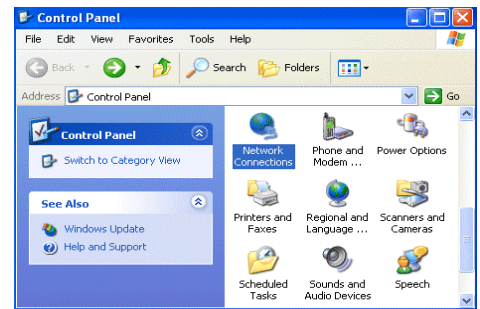 Control Panel
File Edit View Favorites Tools Help
Back Search Folders
Address Control Panel Go
Control Panel
Switch to Category View
See Also
Windows Update
Help and Support
Network Connections
Phone and Modem ...
Power Options
Printers and Faxes
Regional and Language ...
Scanners and Cameras
Scheduled Tasks
Sounds and Audio Devices
Speech